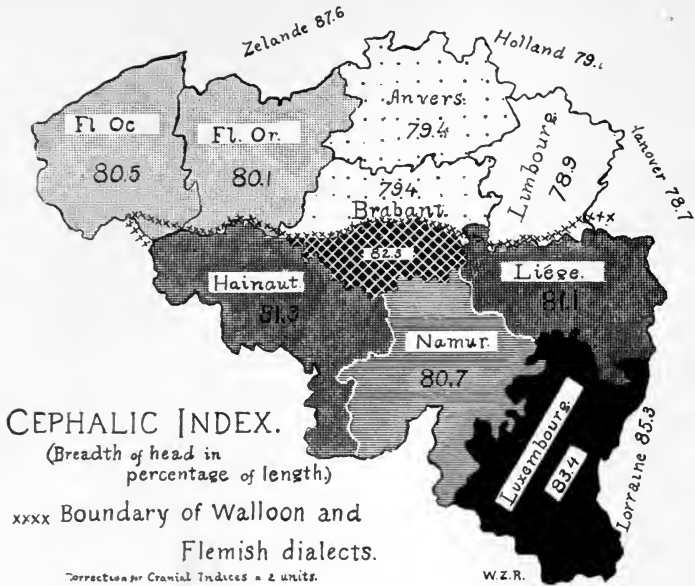 Zelande 87.6
Holland 79.
Anvers.
79.4
Fl Oc
80.5
Fl. Or.
80.1
Limbourg
78.9
Hanover 78.7
79.4
Brabant.
82.3
Hainaut.
81.3
Liége.
81.1
Namur.
80.7
Luxembourg.
83.4
Lorraine 85.3
CEPHALIC INDEX.
(Breadth of head in
percentage of length.)
xxxx Boundary of Walloon and
Flemish dialects.
Correction for Cranial Indices = 2 units.
W.Z.R.